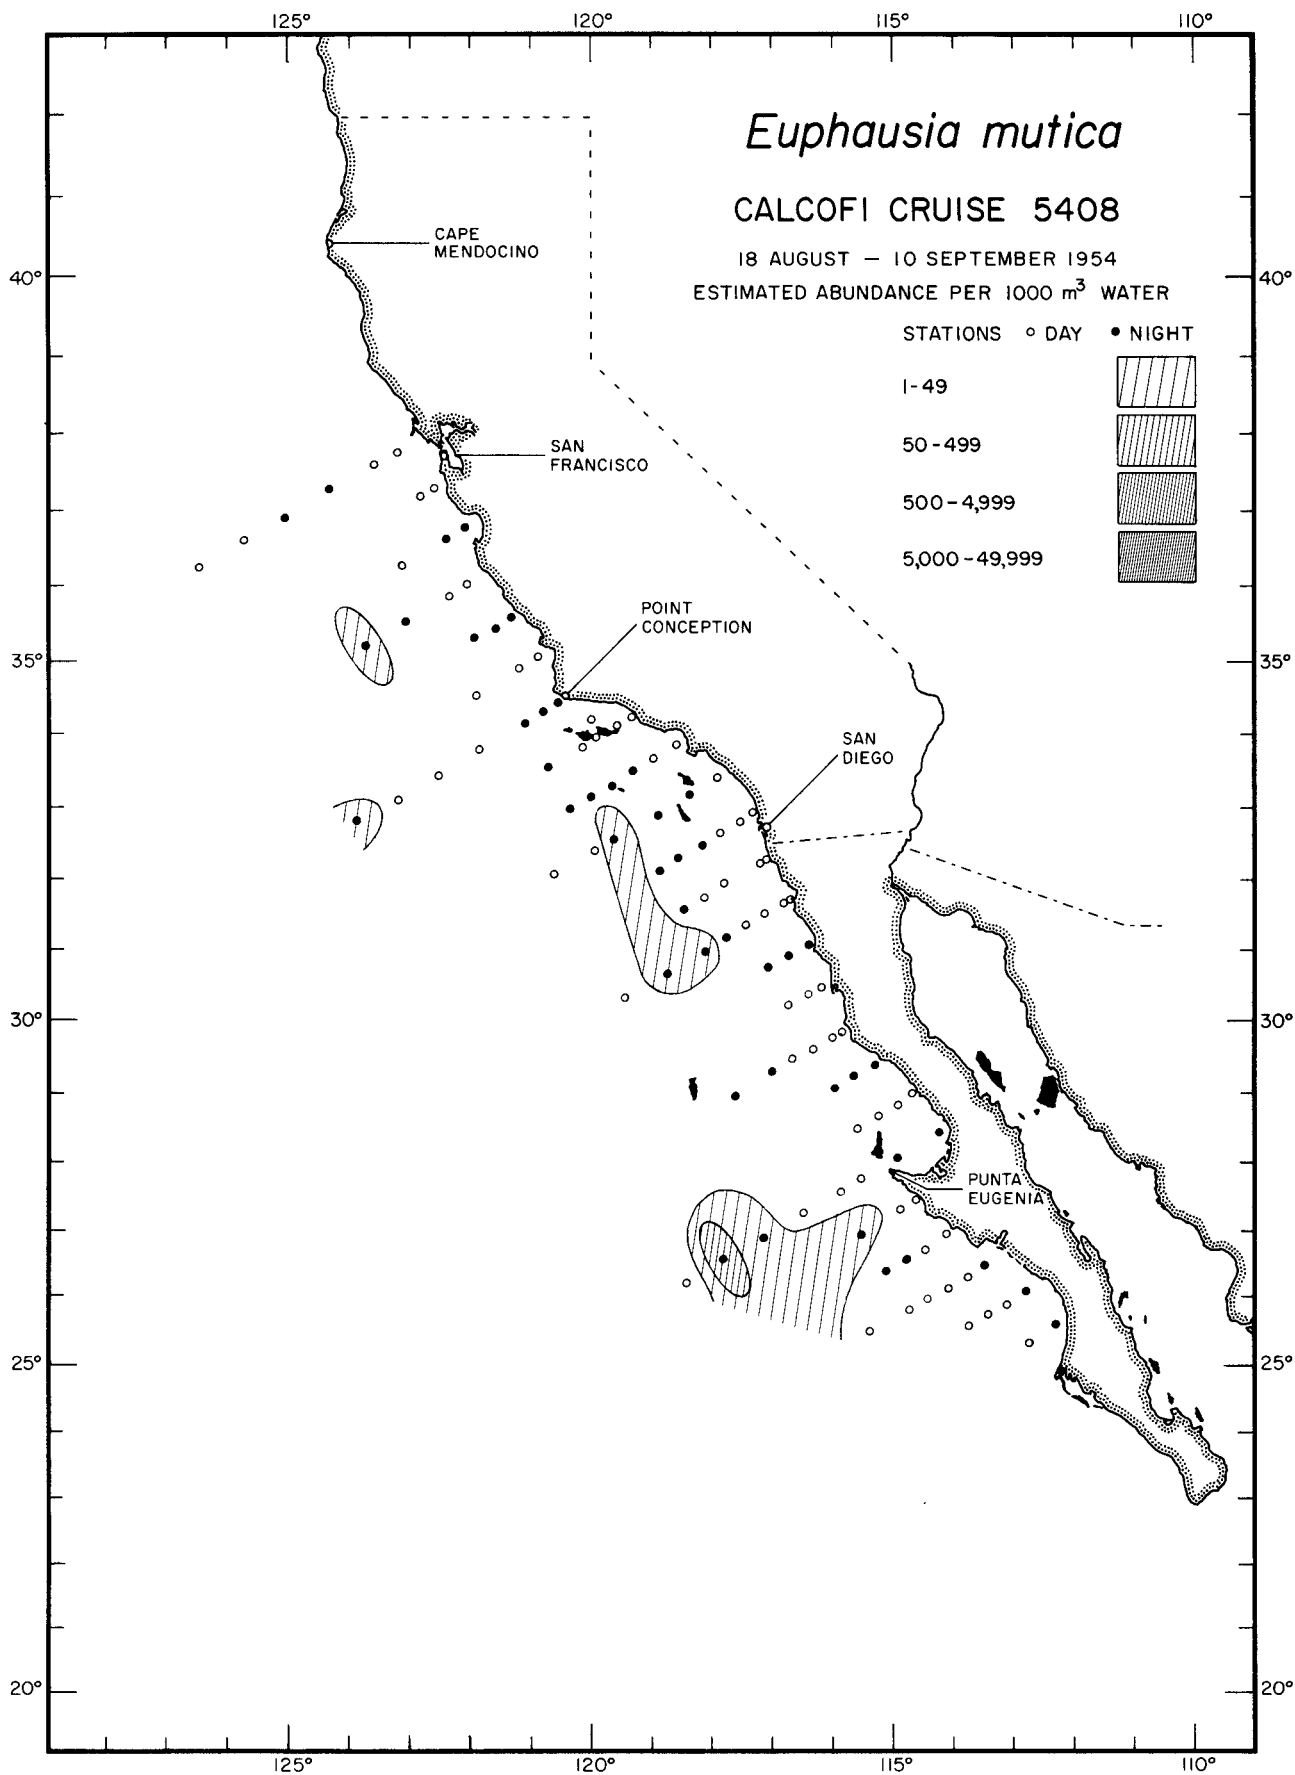 125° 120° 115° 110°
Euphausia mutica
CALCOFI CRUISE 5408
18 AUGUST — 10 SEPTEMBER 1954
ESTIMATED ABUNDANCE PER 1000 m³ WATER
STATIONS ○ DAY ● NIGHT
1-49
50-499
500-4,999
5,000-49,999
CAPE
MENDOCINO
40° 40°
SAN
FRANCISCO
POINT
CONCEPTION
35° 35°
SAN
DIEGO
30° 30°
PUNTA
EUGENIA
25° 25°
20° 20°
125° 120° 115° 110°